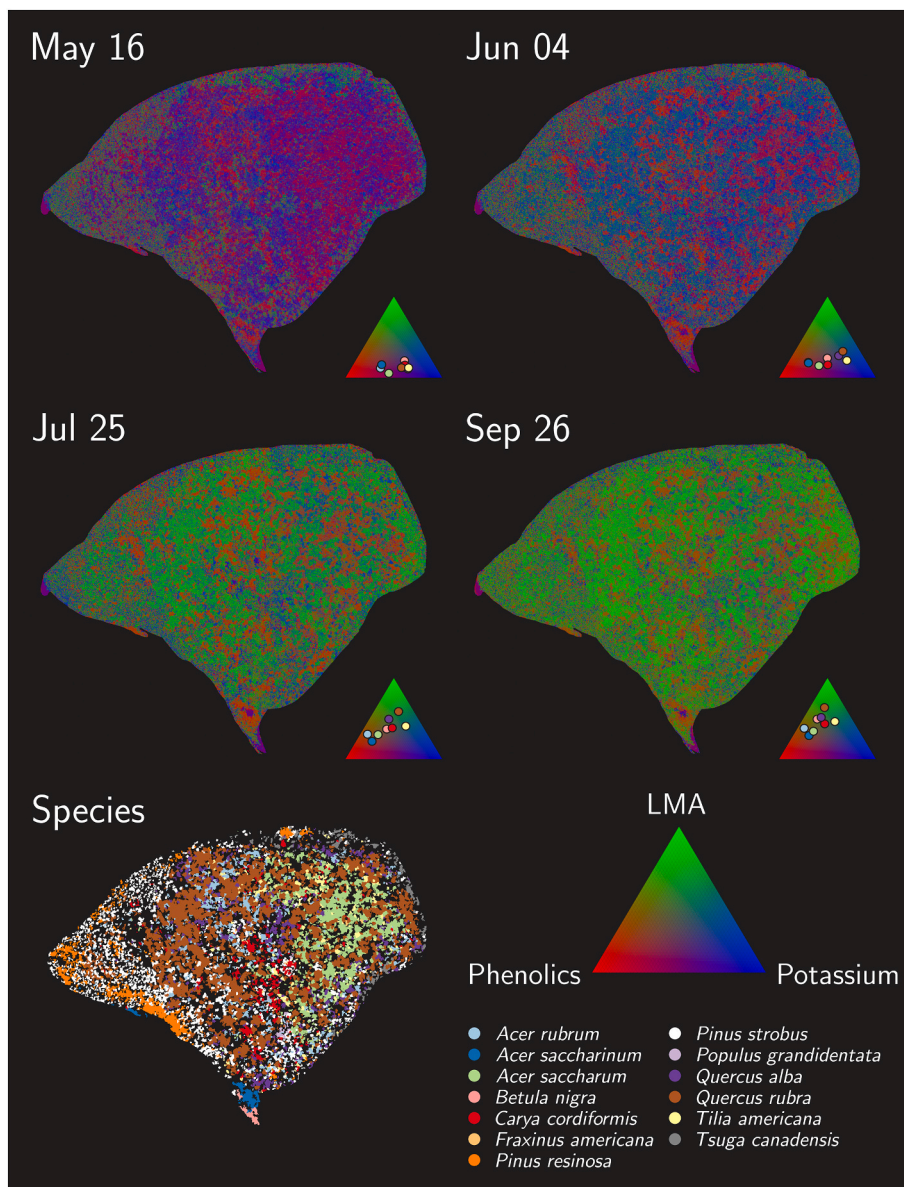 May 16
Jun 04
Jul 25
Sep 26
Species
LMA
Phenolics
Potassium
Acer rubrum
Acer saccharinum
Acer saccharum
Betula nigra
Carya cordiformis
Fraxinus americana
Pinus resinosa
Pinus strobus
Populus grandidentata
Quercus alba
Quercus rubra
Tilia americana
Tsuga canadensis